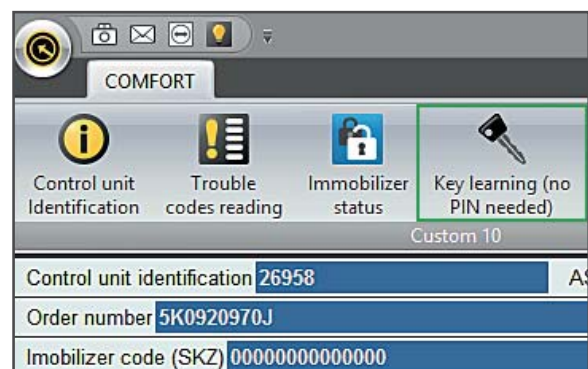 COMFORT
Control unit Identification
Trouble codes reading
Immobilizer status
Key learning (no PIN needed)
Custom 10
Control unit identification 26958
Order number 5K0920970J
Imobilizer code (SKZ) 00000000000000